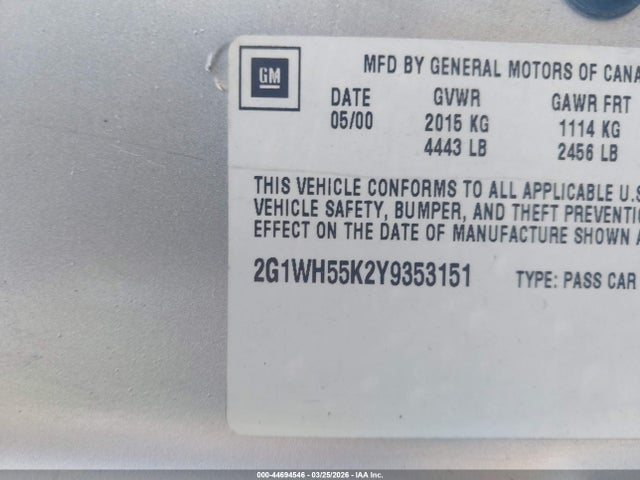 GM
MFD BY GENERAL MOTORS OF CANA
DATE GVWR GAWR FRT
05/00 2015 KG 1114 KG
4443 LB 2456 LB
THIS VEHICLE CONFORMS TO ALL APPLICABLE U.S
VEHICLE SAFETY, BUMPER, AND THEFT PREVENTIO
EFFECT ON THE DATE OF MANUFACTURE SHOWN A
2G1WH55K2Y9353151 TYPE: PASS CAR
000-44694546 | 03/25/2026 | IAA Inc.